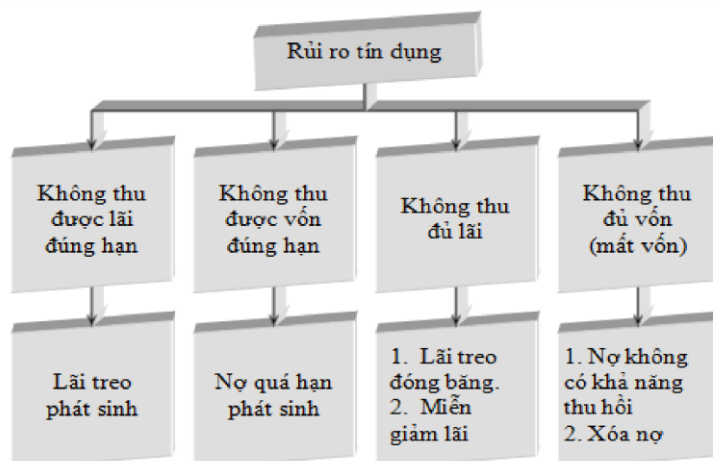 Rủi ro tín dụng
Không thu
được lãi
đúng hạn
Không thu
được vốn
đúng hạn
Không thu
đủ lãi
Không thu
đủ vốn
(mất vốn)
Lãi treo
phát sinh
Nợ quá hạn
phát sinh
1. Lãi treo
đóng băng.
2. Miễn
giảm lãi
1. Nợ không
có khả năng
thu hồi
2. Xóa nợ